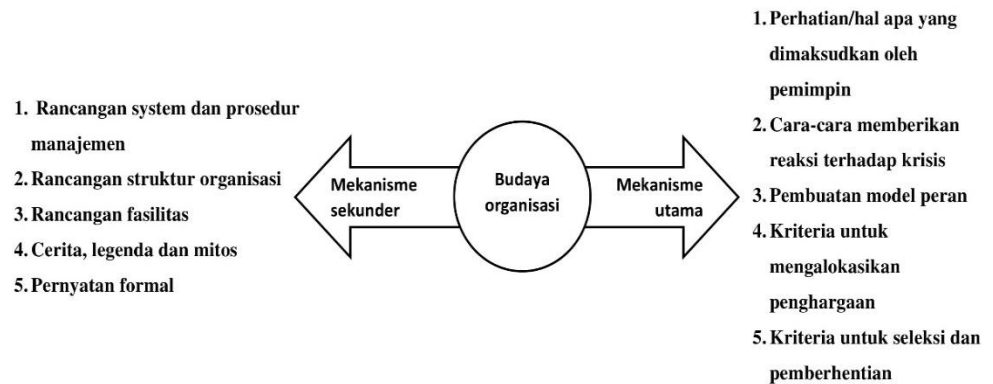 1. Rancangan system dan prosedur
manajemen
2. Rancangan struktur organisasi
3. Rancangan fasilitas
4. Cerita, legenda dan mitos
5. Pernyatan formal
Mekanisme
sekunder
Budaya
organisasi
Mekanisme
utama
1. Perhatian/hal apa yang
dimaksudkan oleh
pemimpin
2. Cara-cara memberikan
reaksi terhadap krisis
3. Pembuatan model peran
4. Kriteria untuk
mengalokasikan
penghargaan
5. Kriteria untuk seleksi dan
pemberhentian